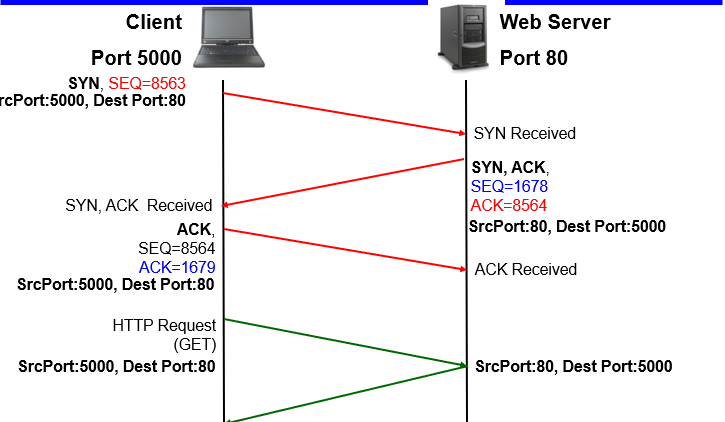 Client
Web Server
Port 5000
Port 80
SYN, SEQ=8563
rcPort:5000, Dest Port:80
SYN Received
SYN, ACK,
SEQ=1678
ACK=8564
SrcPort:80, Dest Port:5000
SYN, ACK  Received
ACK,
SEQ=8564
ACK=1679
SrcPort:5000, Dest Port:80
ACK Received
HTTP Request
(GET)
SrcPort:5000, Dest Port:80
SrcPort:80, Dest Port:5000